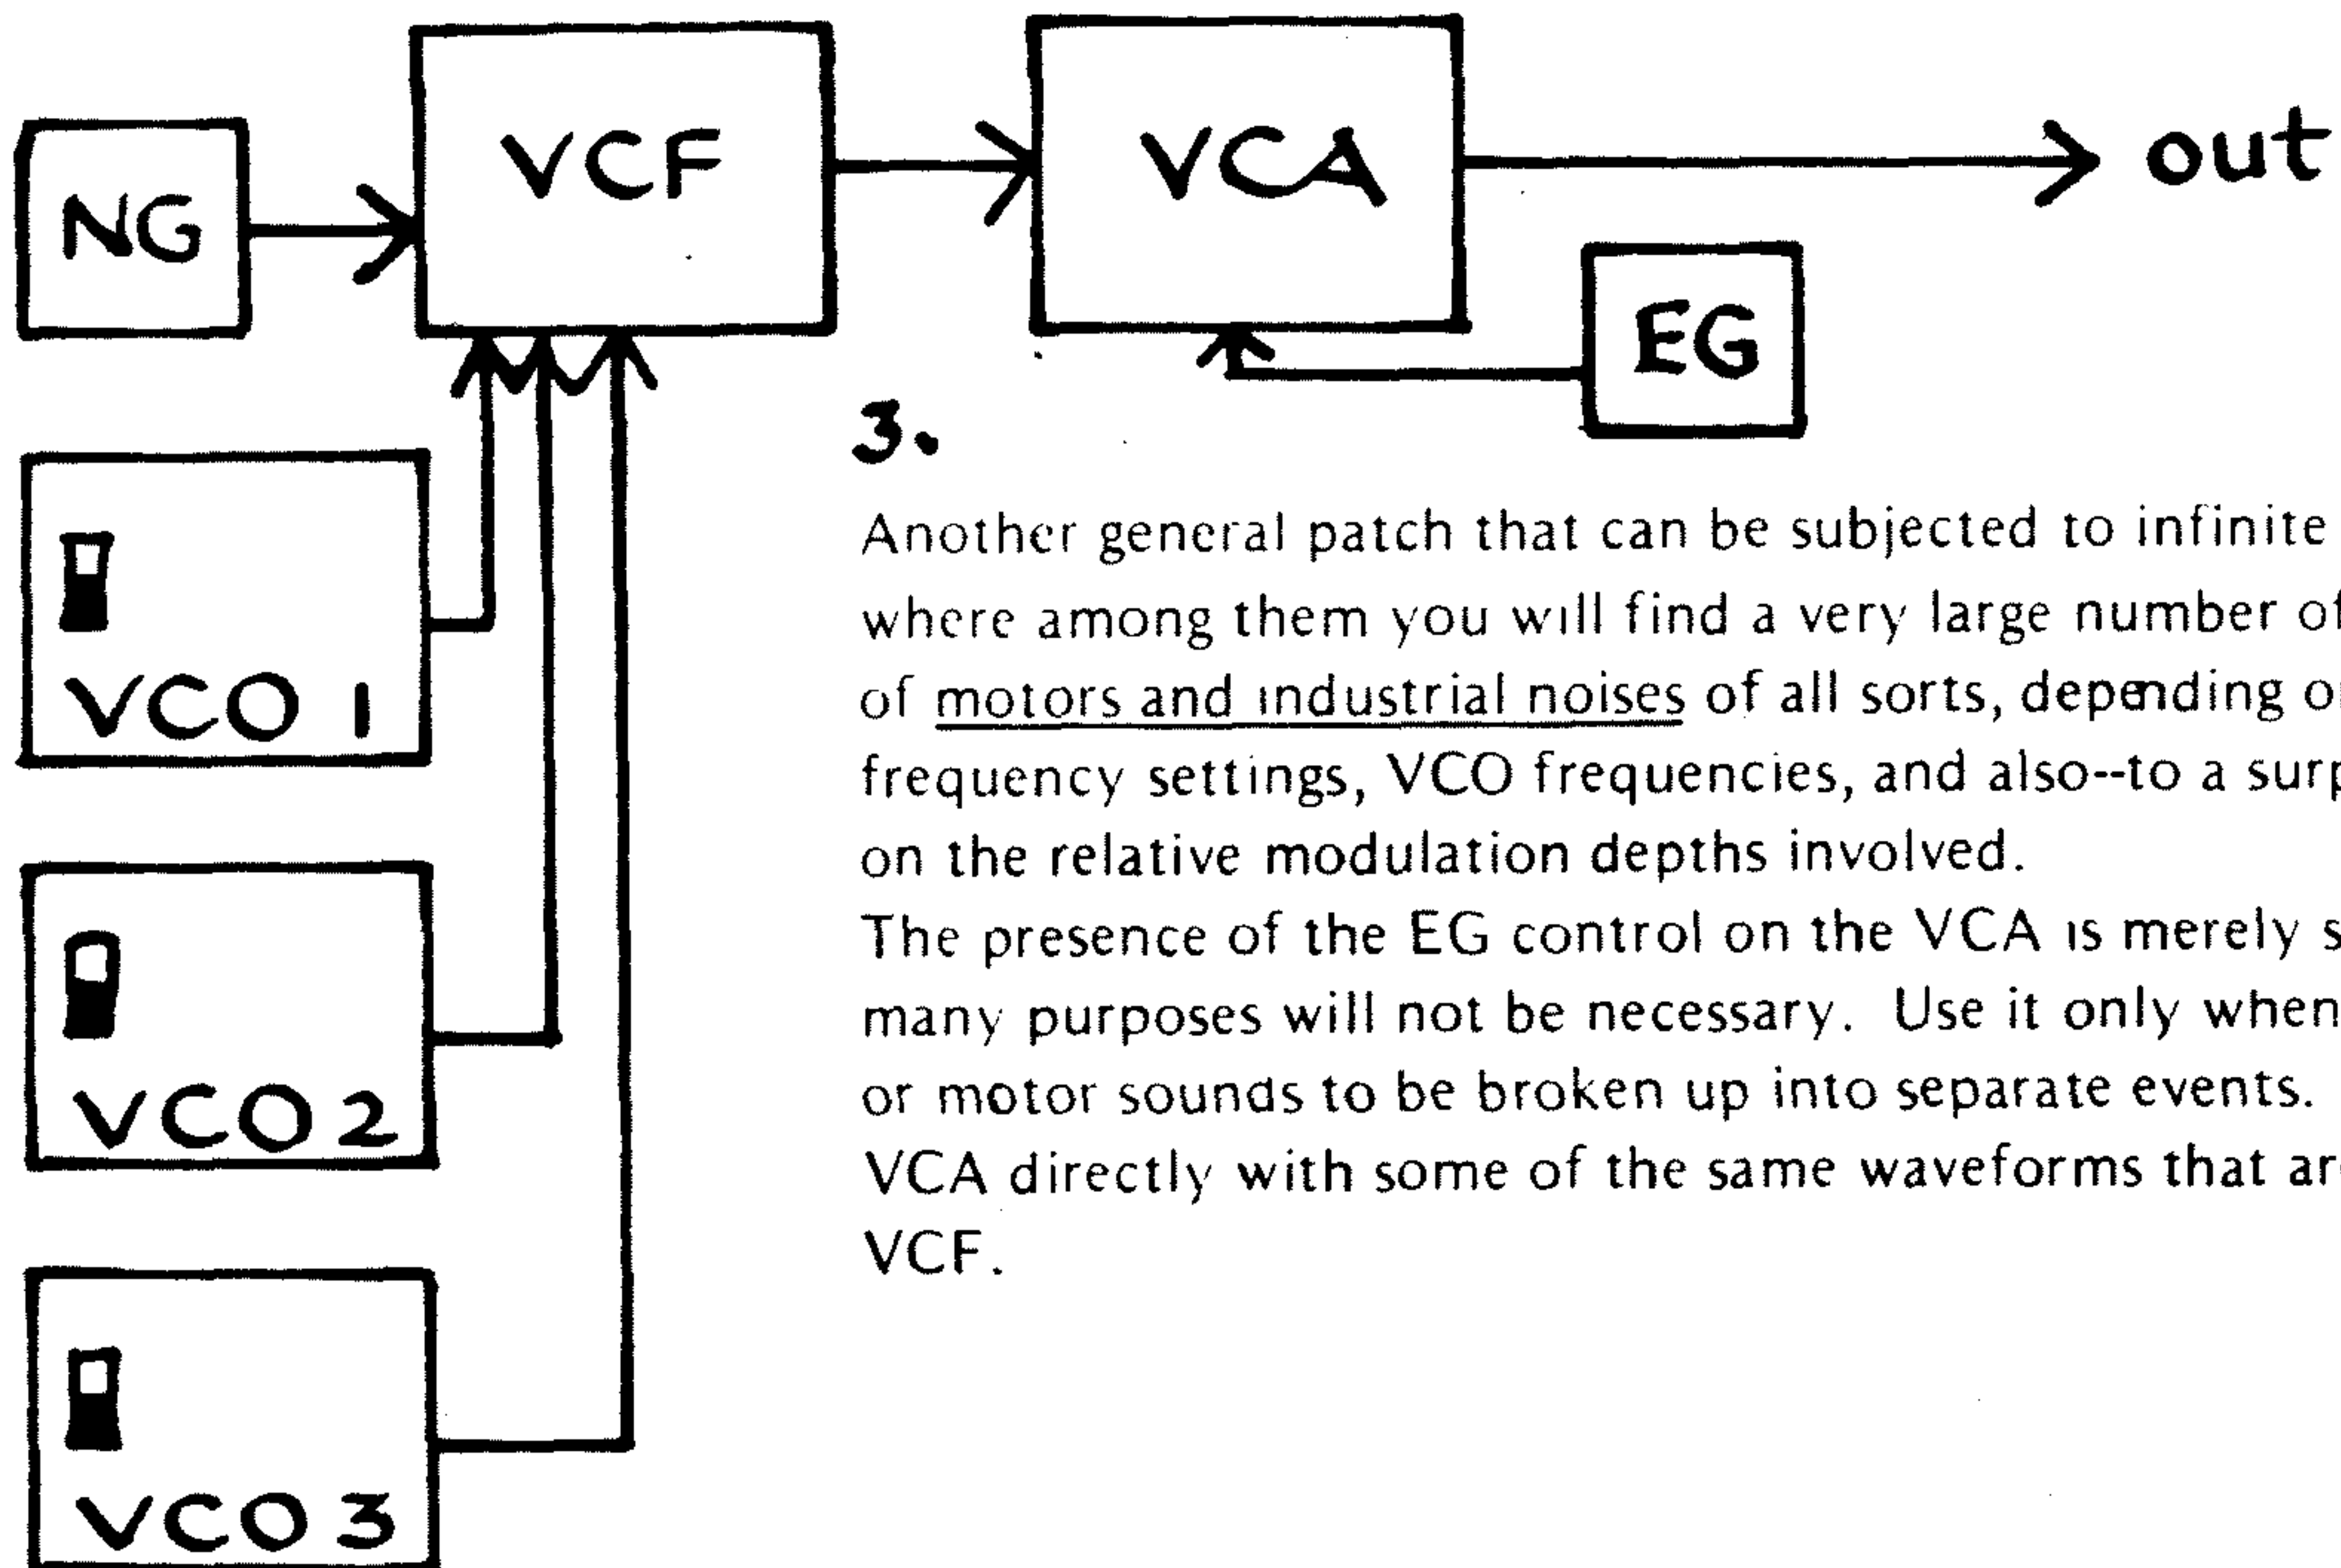 VCF
VCA
out
NG
EG
3.
VCO 1
VCO 2
VCO 3
Another general patch that can be subjected to infinite
where among them you will find a very large number of
of motors and industrial noises of all sorts, depending on
frequency settings, VCO frequencies, and also--to a surp
on the relative modulation depths involved.
The presence of the EG control on the VCA is merely s
many purposes will not be necessary. Use it only when
or motor sounds to be broken up into separate events.
VCA directly with some of the same waveforms that are
VCF.